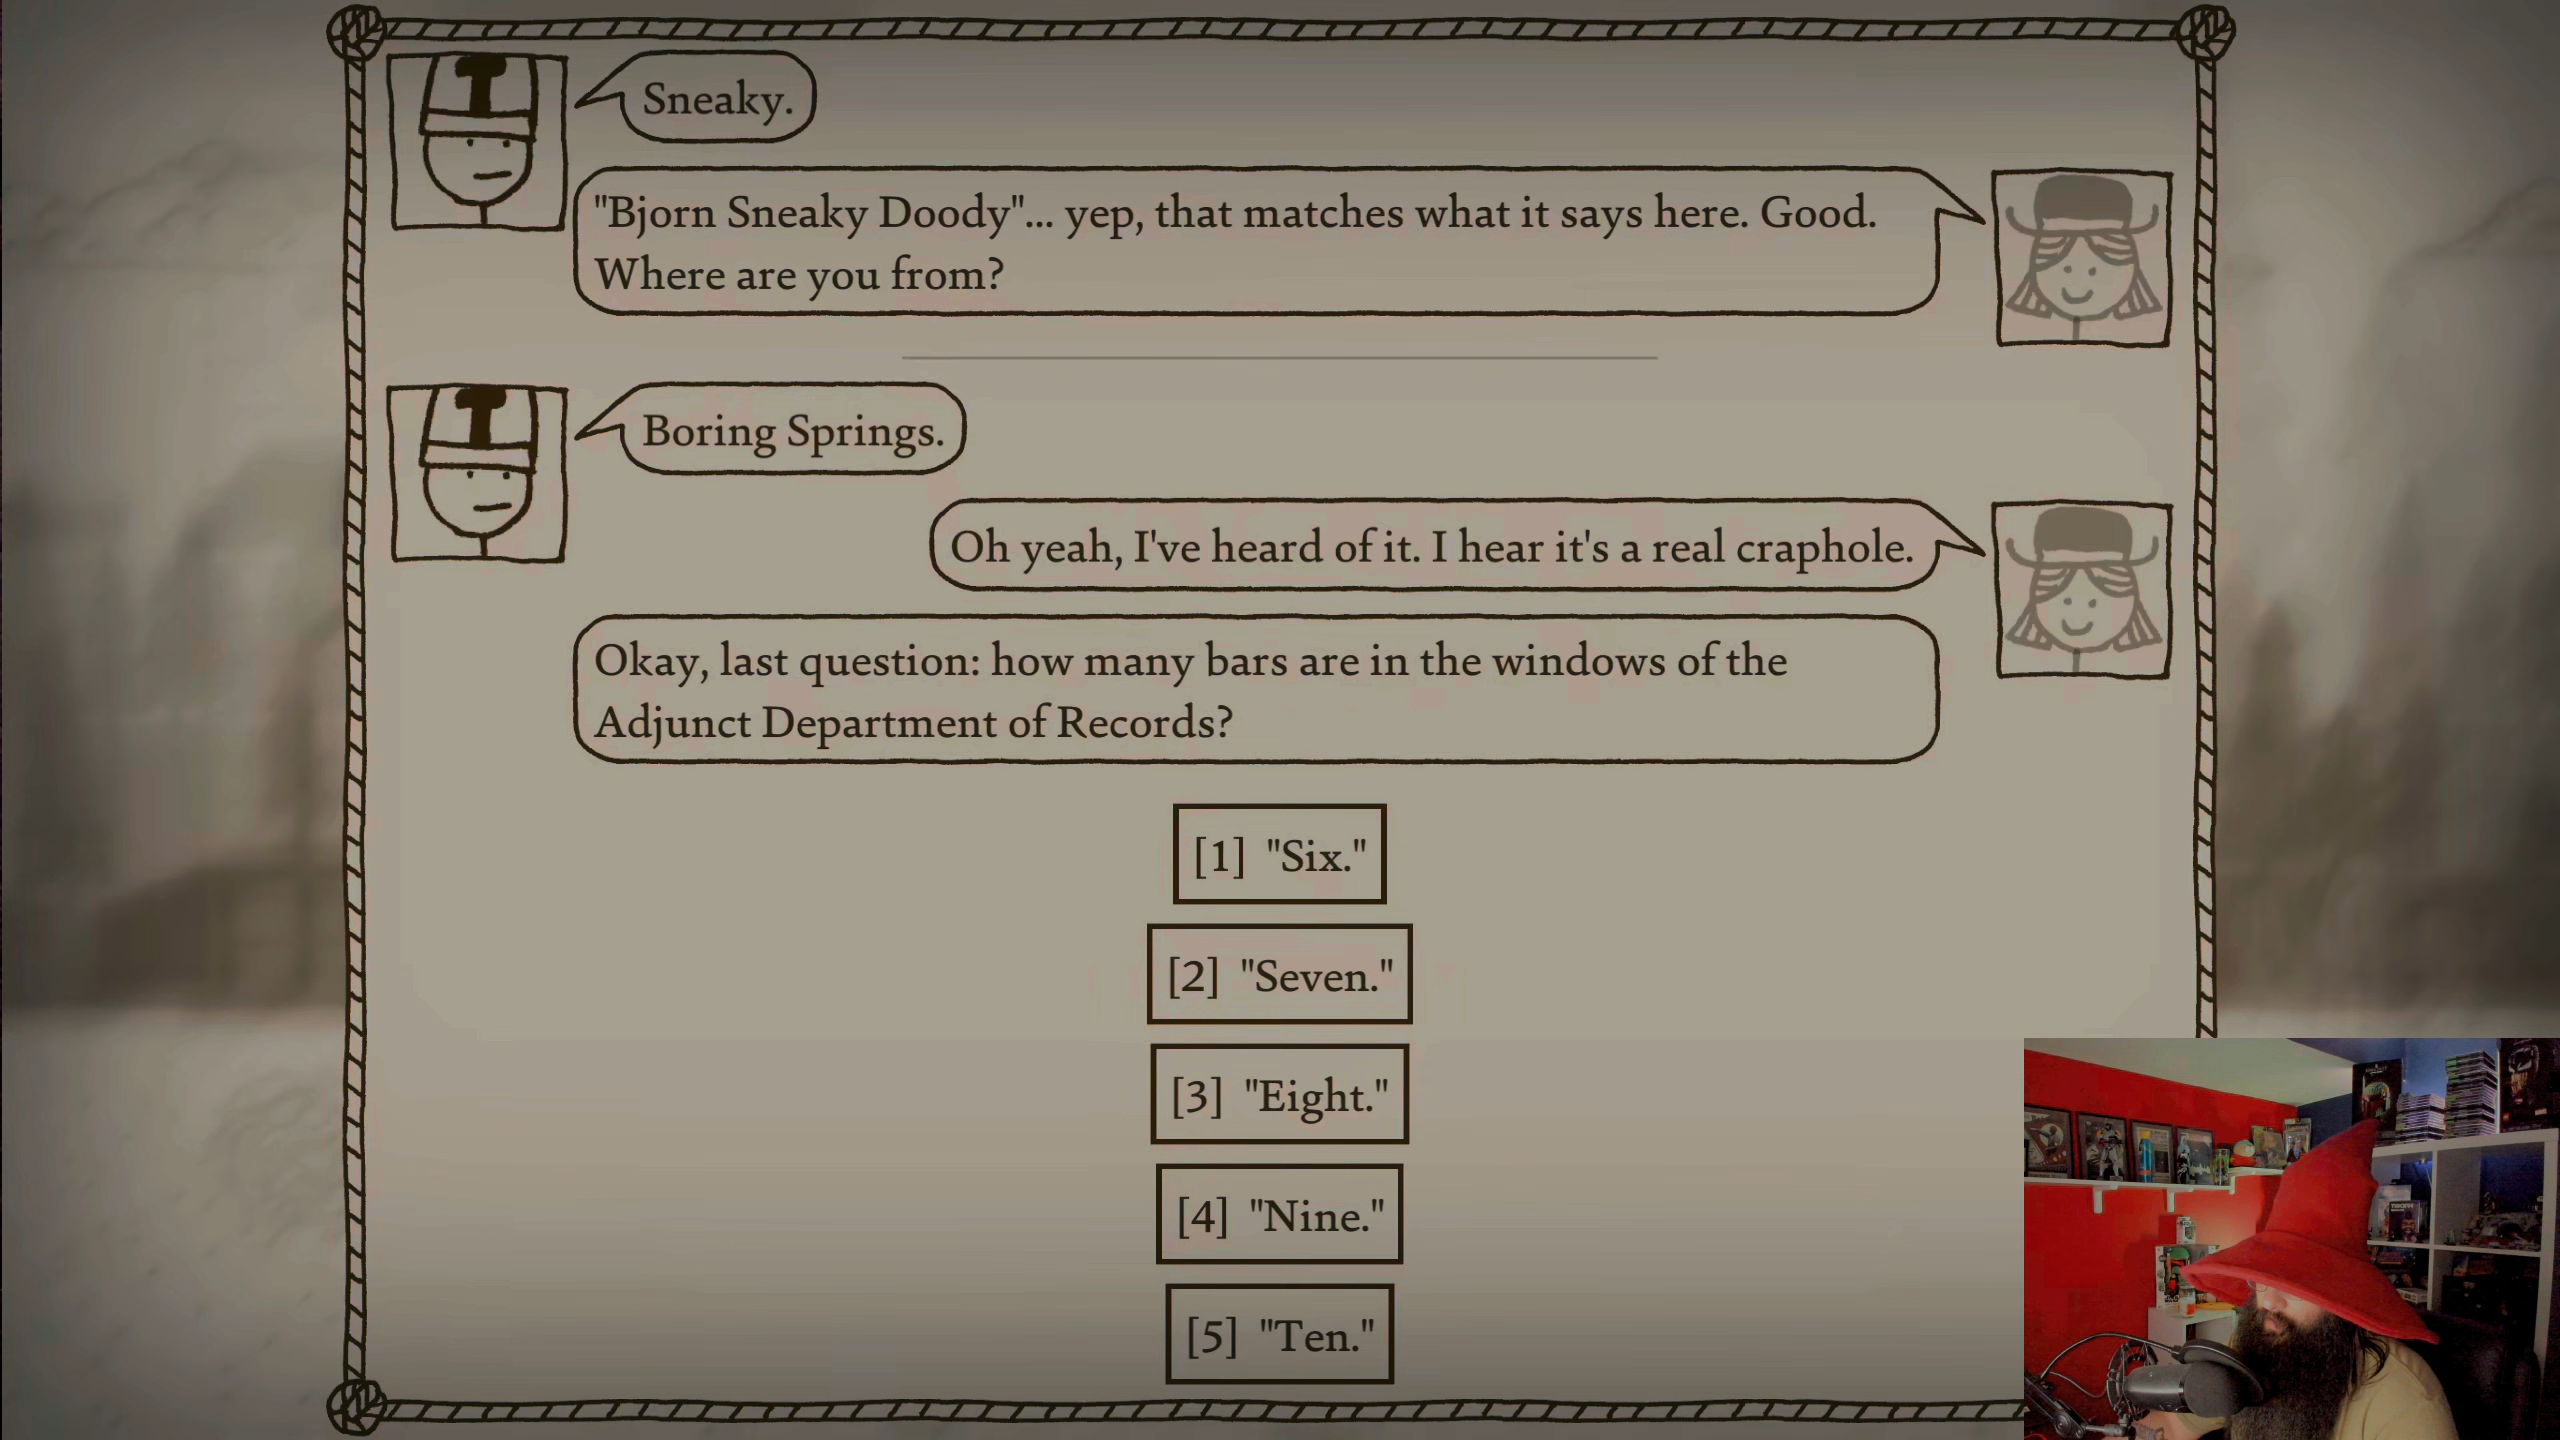 Sneaky.
"Bjorn Sneaky Doody"... yep, that matches what it says here. Good.
Where are you from?
Boring Springs.
Oh yeah, I've heard of it. I hear it's a real craphole.
Okay, last question: how many bars are in the windows of the
Adjunct Department of Records?
[1] "Six."
[2] "Seven."
[3] "Eight."
[4] "Nine."
[5] "Ten."